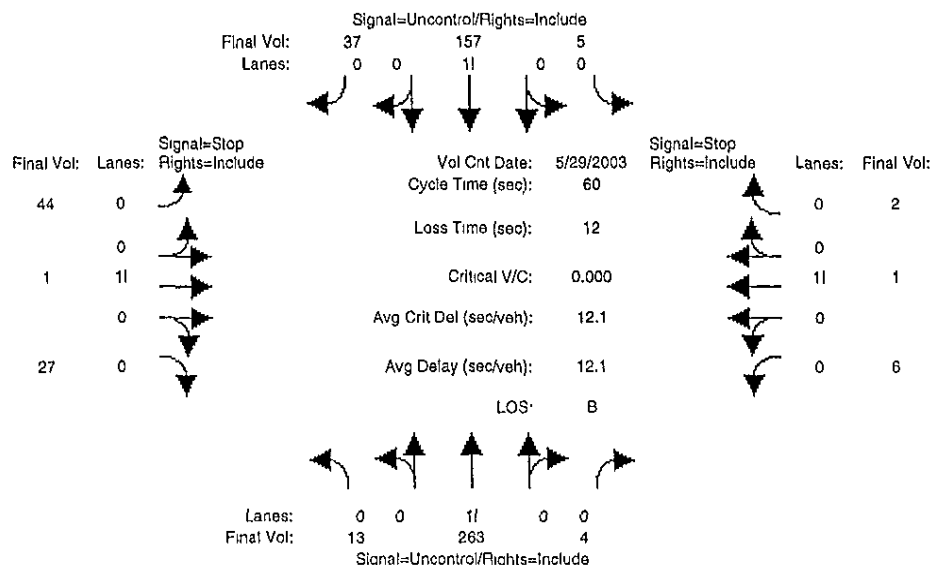 Signal=Uncontrol/Rights=Include
Final Vol: 37 157 5
Lanes: 0 0 1! 0 0
Signal=Stop
Final Vol: Lanes: Rights=Include
Vol Cnt Date: 5/29/2003
Signal=Stop
Rights=Include Lanes: Final Vol:
Cycle Time (sec): 60
44 0
0 2
Loss Time (sec): 12
0
0
1 1!
Critical V/C: 0.000
1! 1
0
Avg Crit Del (sec/veh): 12.1
0
27 0
Avg Delay (sec/veh): 12.1
0 6
LOS: B
Lanes: 0 0 1! 0 0
Final Vol: 13 263 4
Signal=Uncontrol/Rights=Include